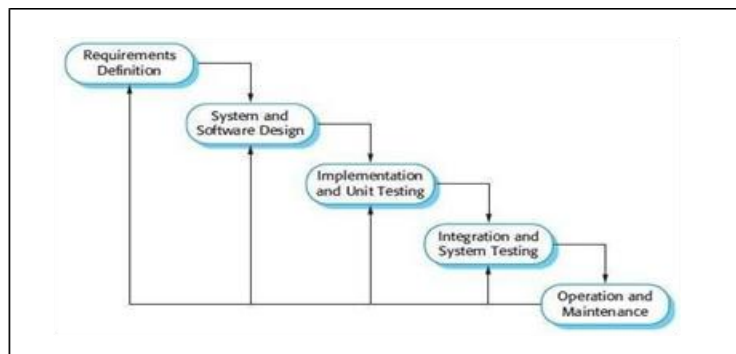 Requirements
Definition
System and
Software Design
Implementation
and Unit Testing
Integration and
System Testing
Operation and
Maintenance